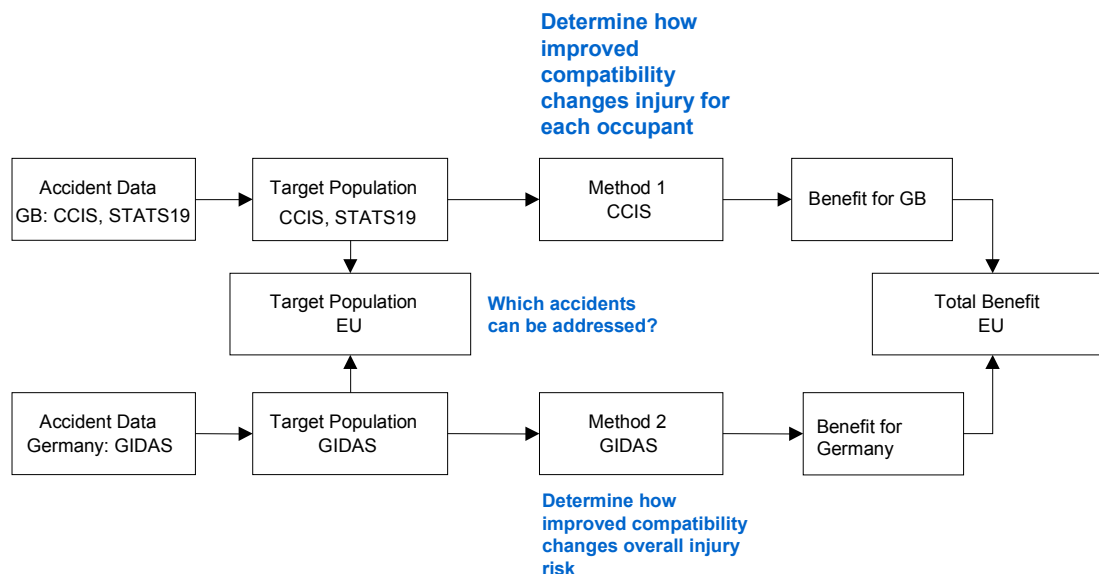 Determine how
improved
compatibility
changes injury for
each occupant
Accident Data
GB: CCIS, STATS19
Target Population
CCIS, STATS19
Method 1
CCIS
Benefit for GB
Target Population
EU
Which accidents
can be addressed?
Total Benefit
EU
Accident Data
Germany: GIDAS
Target Population
GIDAS
Method 2
GIDAS
Benefit for
Germany
Determine how
improved compatibility
changes overall injury
risk